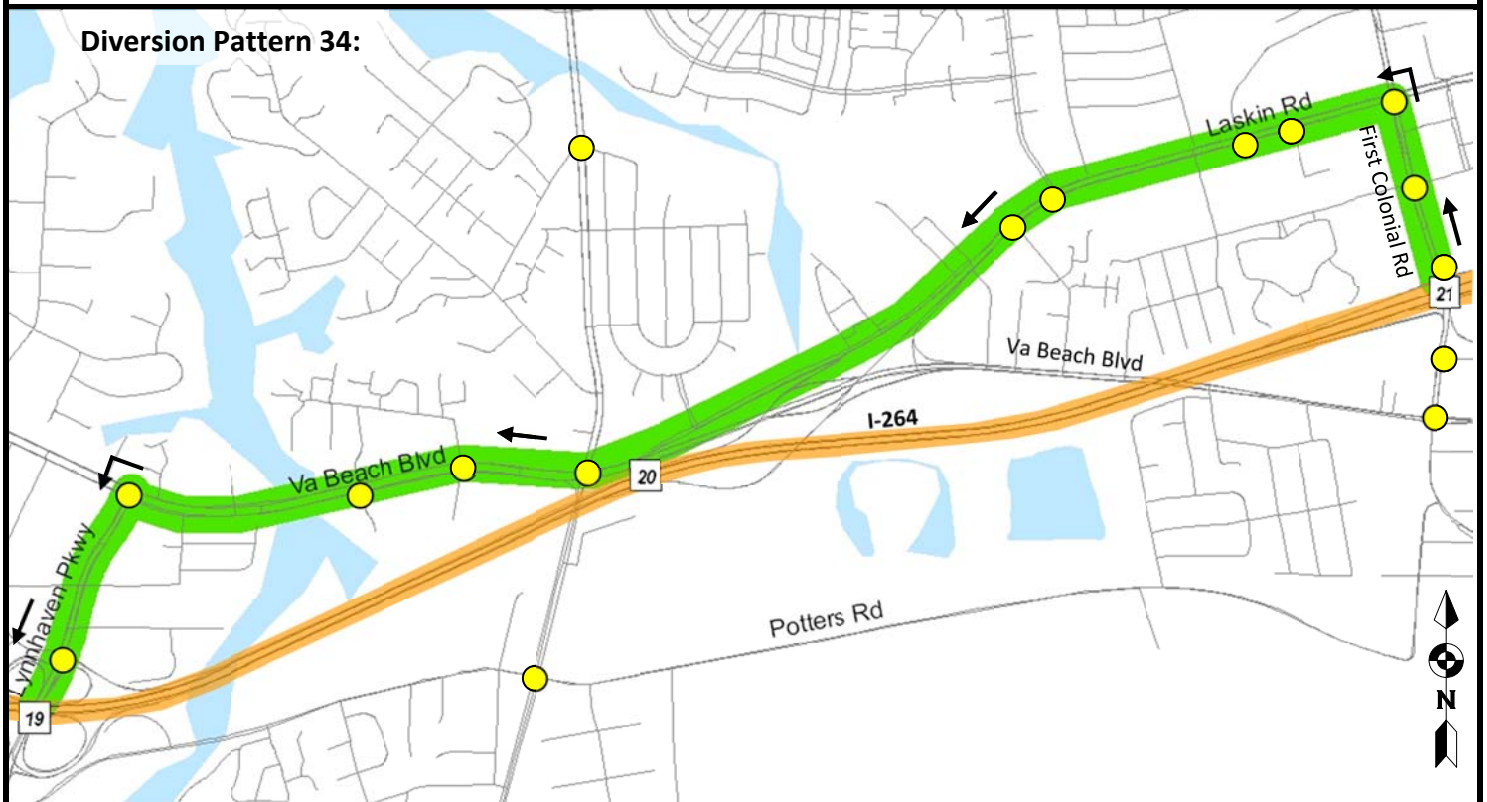 Diversion Pattern 34:
Laskin Rd
First Colonial Rd
21
Va Beach Blvd
I-264
20
Va Beach Blvd
Lynnhaven Pkwy
Potters Rd
19
N